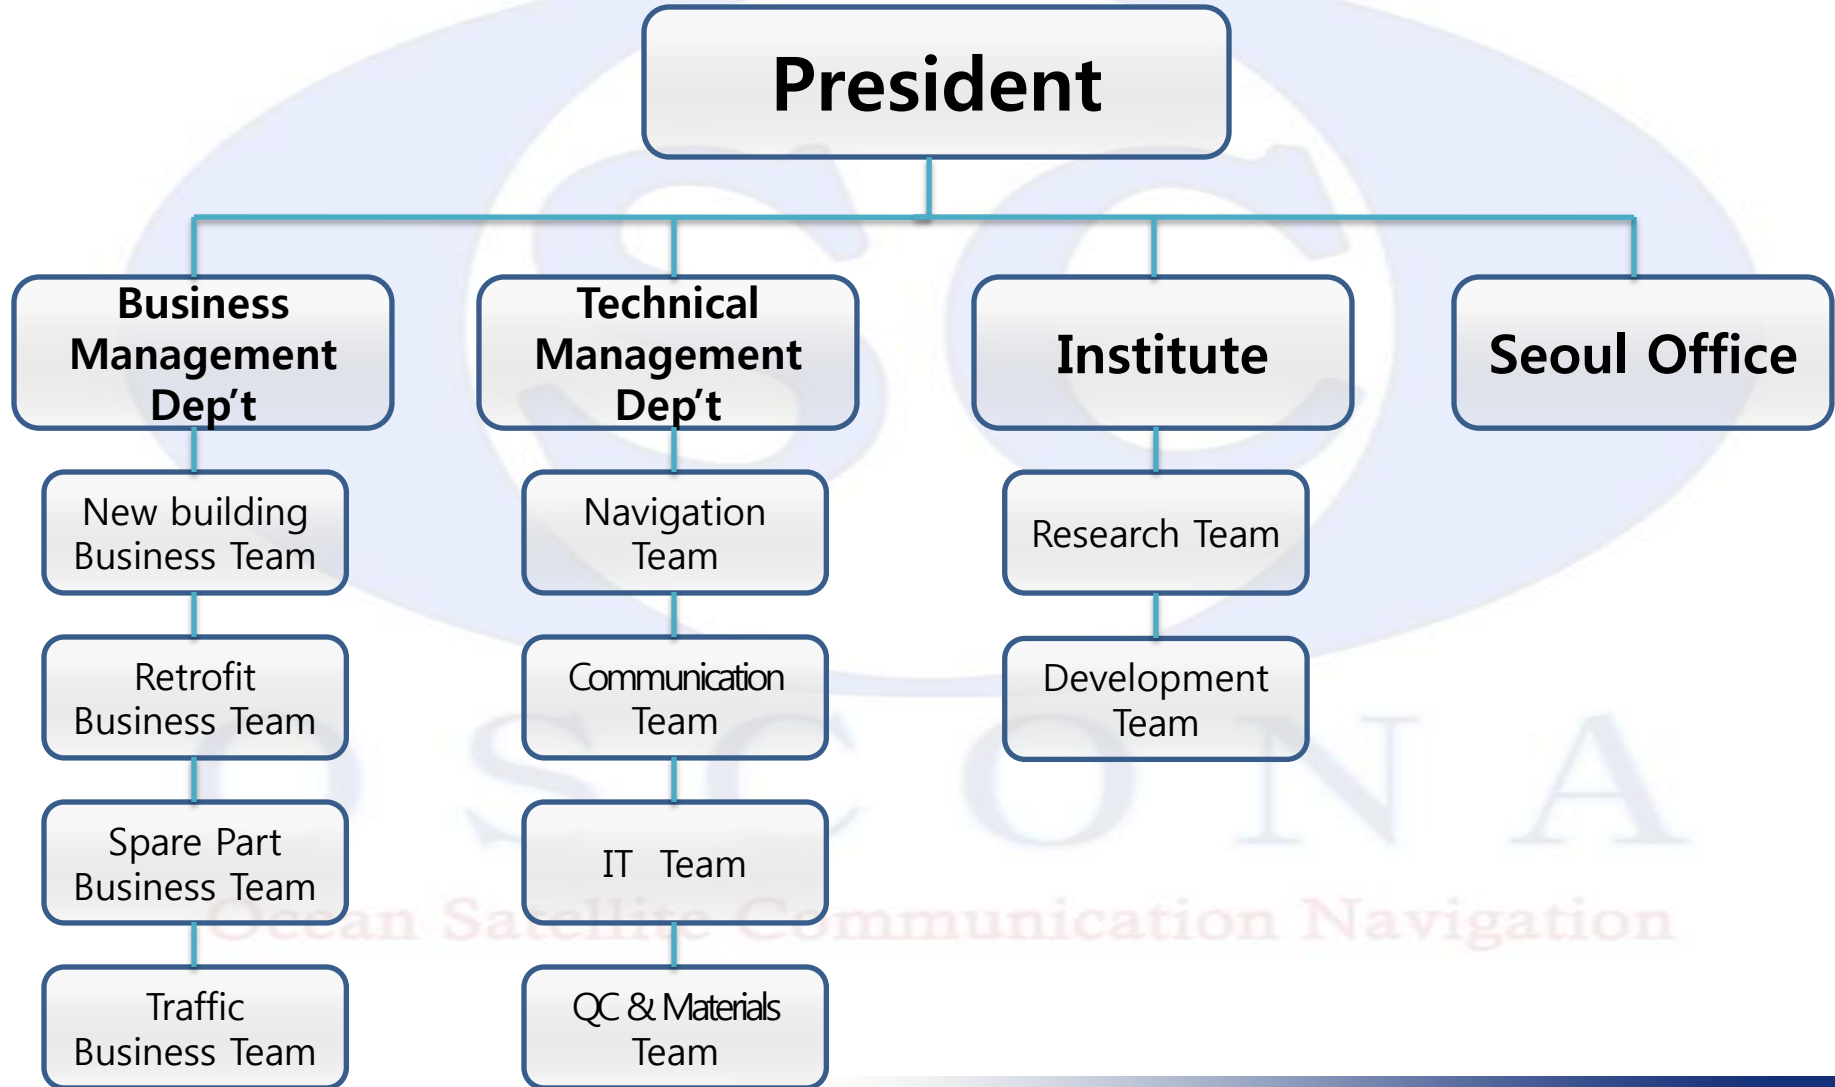 President
Business
Management
Dep’t
Technical
Management
Dep’t
Institute
Seoul Office
New building
Business Team
Navigation
Team
Research Team
Retrofit
Business Team
Communication
Team
Development
Team
Spare Part
Business Team
IT Team
Traffic
Business Team
QC & Materials
Team
SC
OSCONA
Ocean Satellite Communication Navigation